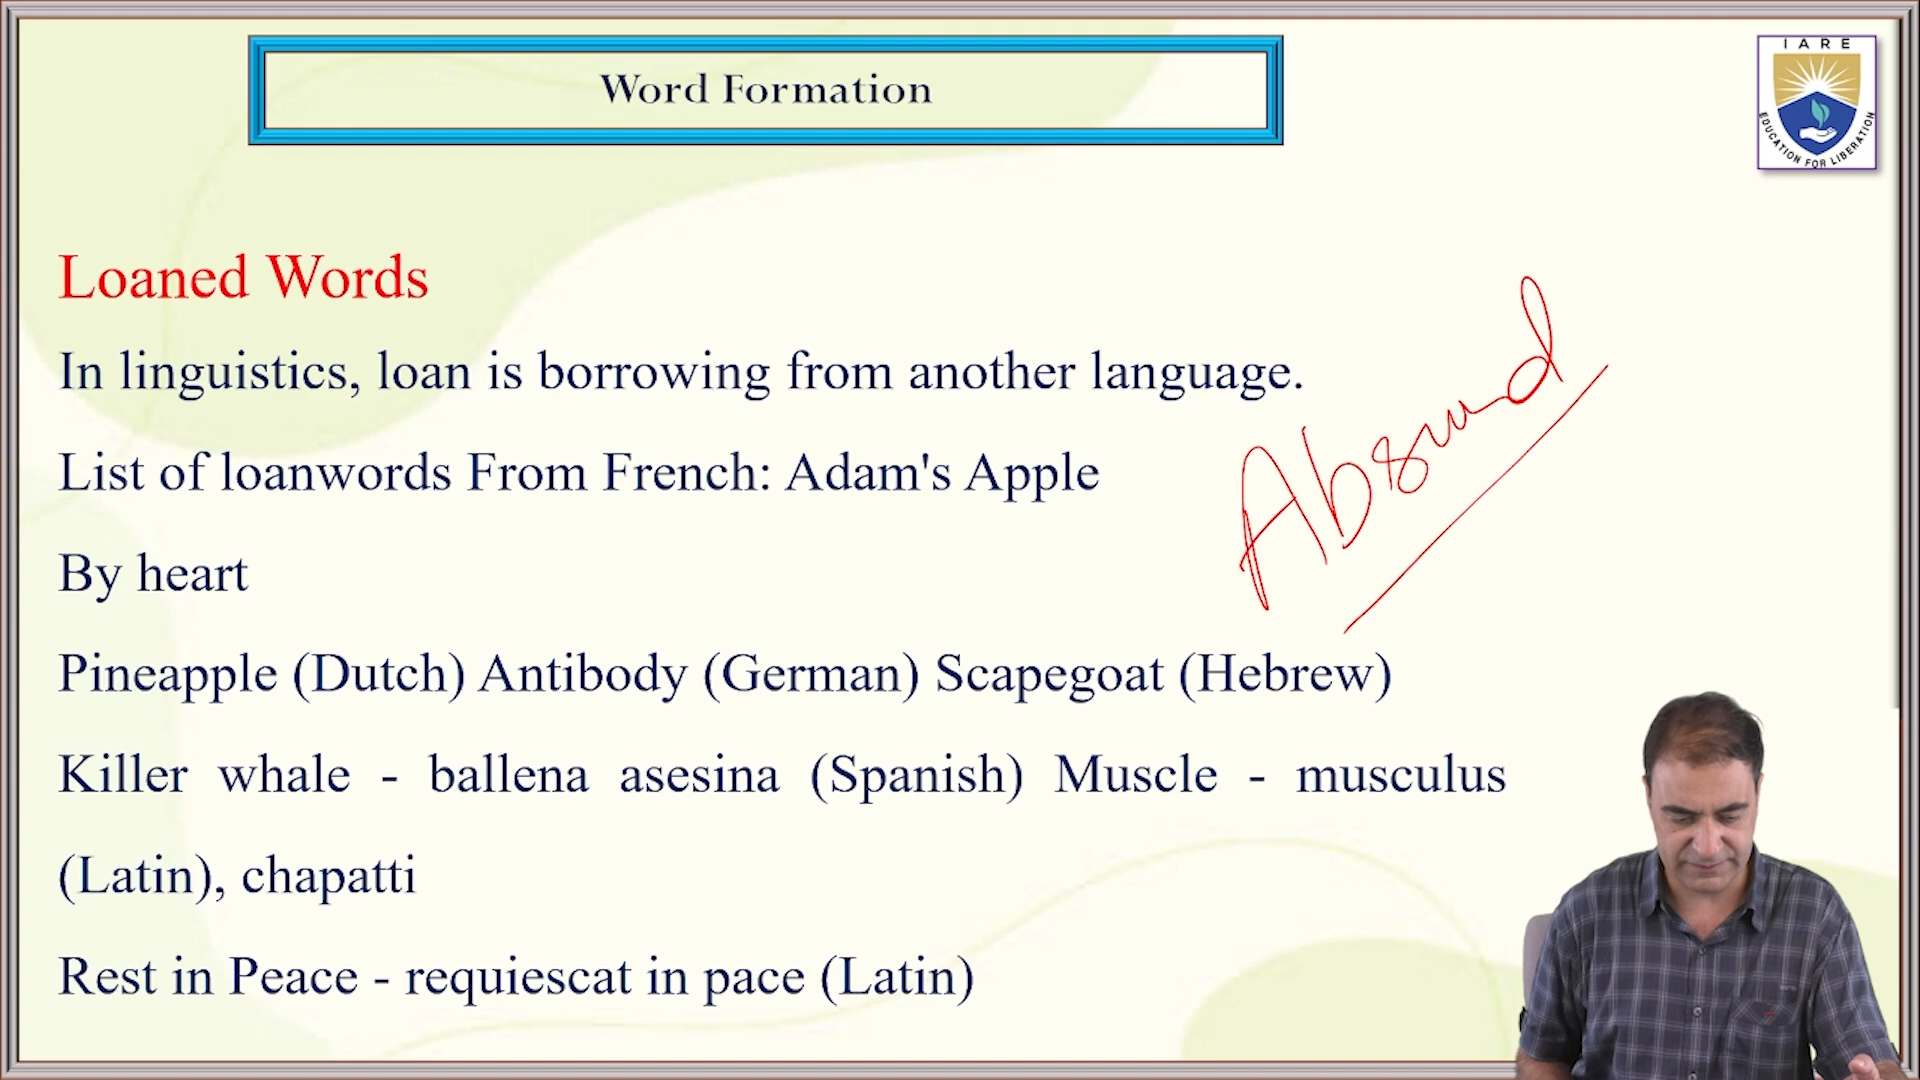 Word Formation
IARE
EDUCATION FOR LIBERATION
Loaned Words
In linguistics, loan is borrowing from another language.
List of loanwords From French: Adam's Apple
By heart
Pineapple (Dutch) Antibody (German) Scapegoat (Hebrew)
Killer whale - ballena asesina (Spanish) Muscle - musculus
(Latin), chapatti
Rest in Peace - requiescat in pace (Latin)
Absurd